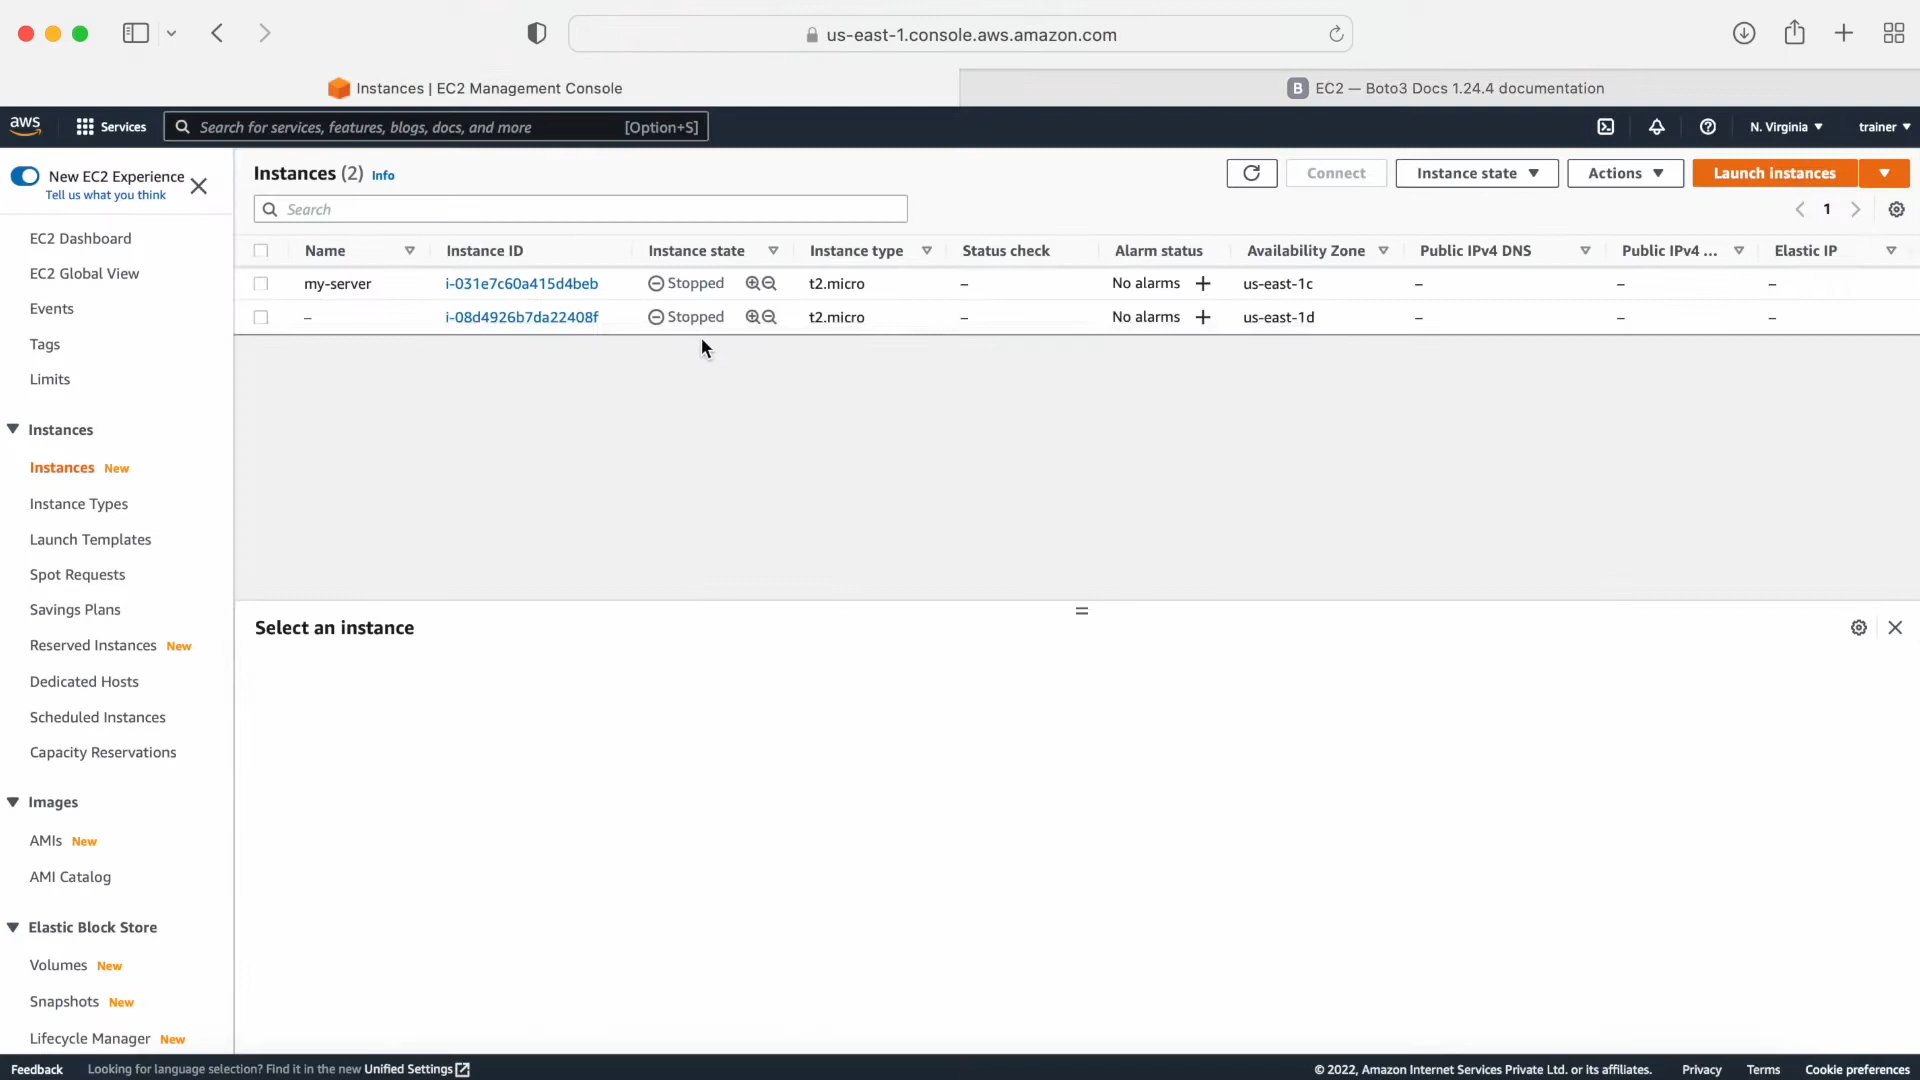 us-east-1.console.aws.amazon.com
Instances | EC2 Management Console
B EC2 — Boto3 Docs 1.24.4 documentation
aws Services Search for services, features, blogs, docs, and more [Option+S] N. Virginia trainer
New EC2 Experience
Tell us what you think
EC2 Dashboard
EC2 Global View
Events
Tags
Limits
Instances
Instances New
Instance Types
Launch Templates
Spot Requests
Savings Plans
Reserved Instances New
Dedicated Hosts
Scheduled Instances
Capacity Reservations
Images
AMIs New
AMI Catalog
Elastic Block Store
Volumes New
Snapshots New
Lifecycle Manager New
Instances (2) Info Connect Instance state Actions Launch instances
Search 1
Name Instance ID Instance state Instance type Status check Alarm status Availability Zone Public IPv4 DNS Public IPv4 ... Elastic IP
my-server i-031e7c60a415d4beb Stopped t2.micro – No alarms + us-east-1c – – –
– i-08d4926b7da22408f Stopped t2.micro – No alarms + us-east-1d – – –
Select an instance
Feedback Looking for language selection? Find it in the new Unified Settings © 2022, Amazon Internet Services Private Ltd. or its affiliates. Privacy Terms Cookie preferences